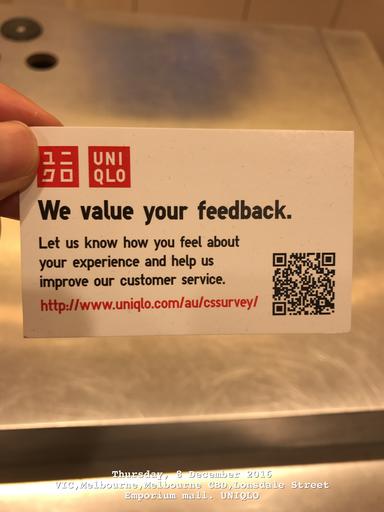 ユニ UNI
クロ QLO
We value your feedback.
Let us know how you feel about
your experience and help us
improve our customer service.
http://www.uniqlo.com/au/cssurvey/
Thursday, 8 December 2016
VIC,Melbourne,Melbourne CBD,Lonsdale Street
Emporium mall. UNIQLO